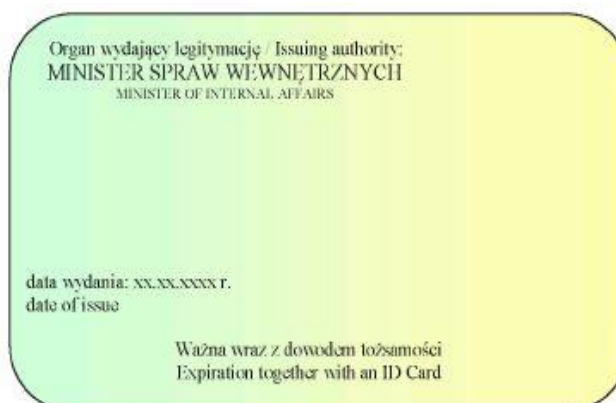 Organ wydający legitymację / Issuing authority:
MINISTER SPRAW WEWNĘTRZNYCH
MINISTER OF INTERNAL AFFAIRS
data wydania: xx.xx.xxxx r.
date of issue
Ważna wraz z dowodem tożsamości
Expiration together with an ID Card